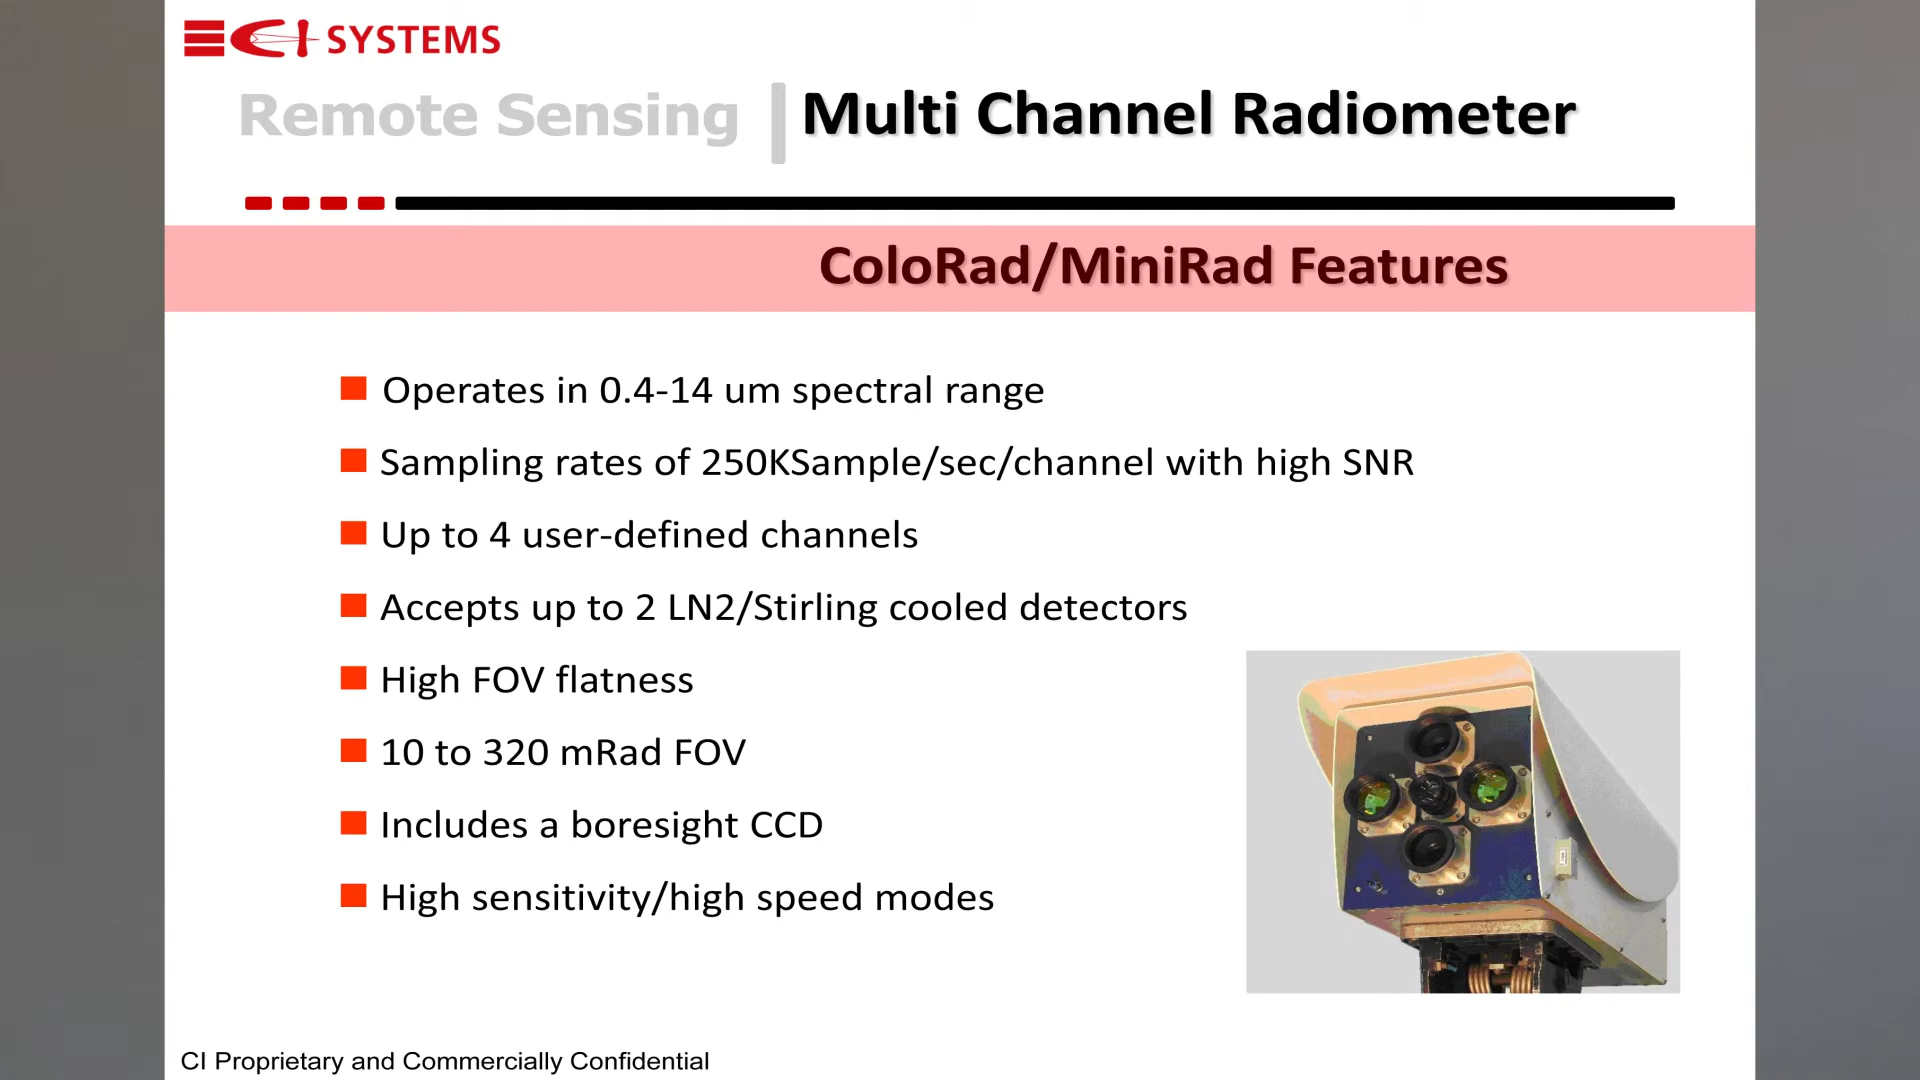 CI SYSTEMS
Remote Sensing | Multi Channel Radiometer
ColoRad/MiniRad Features
Operates in 0.4-14 um spectral range
Sampling rates of 250KSample/sec/channel with high SNR
Up to 4 user-defined channels
Accepts up to 2 LN2/Stirling cooled detectors
High FOV flatness
10 to 320 mRad FOV
Includes a boresight CCD
High sensitivity/high speed modes
CI Proprietary and Commercially Confidential